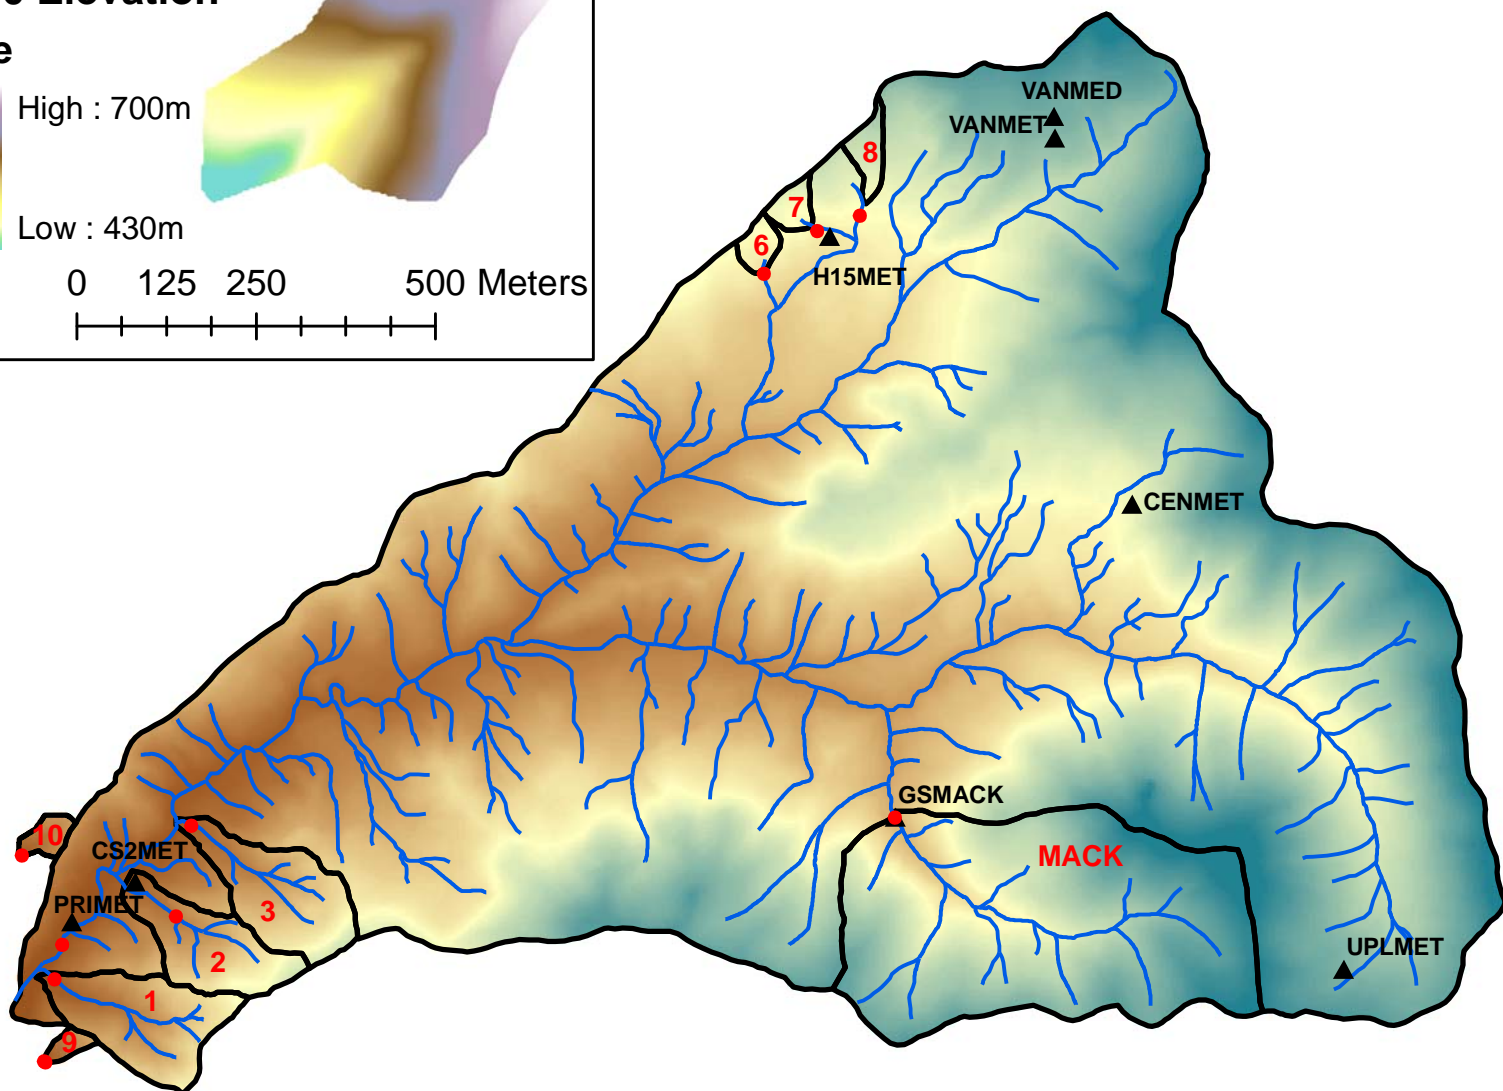 Elevation
High : 700m
Low : 430m
0 125 250 500 Meters
VANMED
VANMET
8
7
6
H15MET
CENMET
GSMACK
MACK
10
CS2MET
PRIMET
3
2
UPLMET
1
9